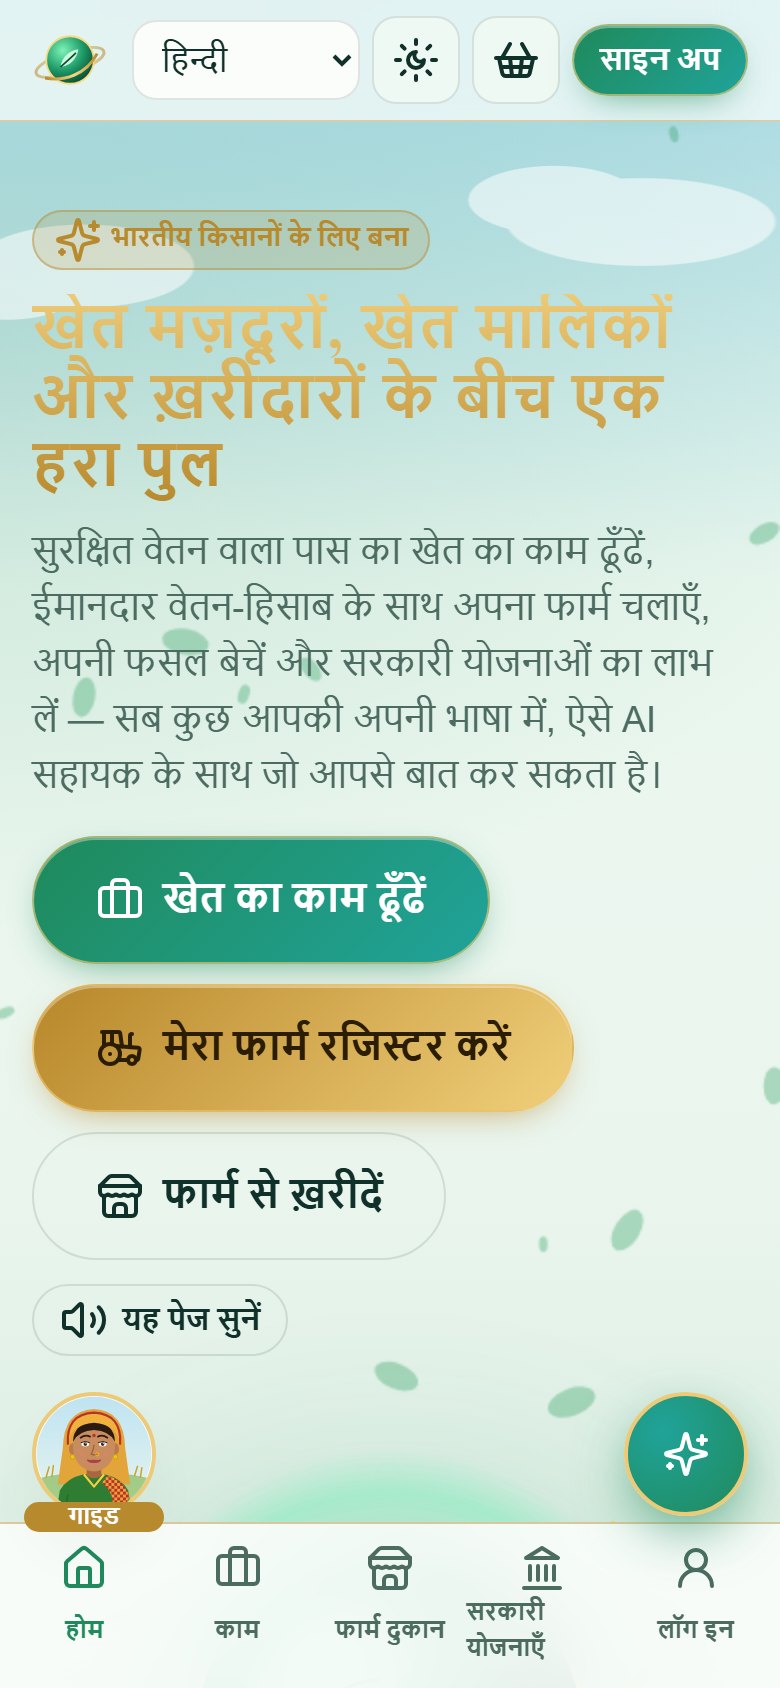 हिन्दी
साइन अप
भारतीय किसानों के लिए बना
खेत मज़दूरों, खेत मालिकों
और ख़रीदारों के बीच एक
हरा पुल
सुरक्षित वेतन वाला पास का खेत का काम ढूँढें,
ईमानदार वेतन-हिसाब के साथ अपना फार्म चलाएँ,
अपनी फसल बेचें और सरकारी योजनाओं का लाभ
लें — सब कुछ आपकी अपनी भाषा में, ऐसे AI
सहायक के साथ जो आपसे बात कर सकता है।
खेत का काम ढूँढें
मेरा फार्म रजिस्टर करें
फार्म से ख़रीदें
यह पेज सुनें
गाइड
होम
काम
फार्म दुकान
सरकारी
योजनाएँ
लॉग इन